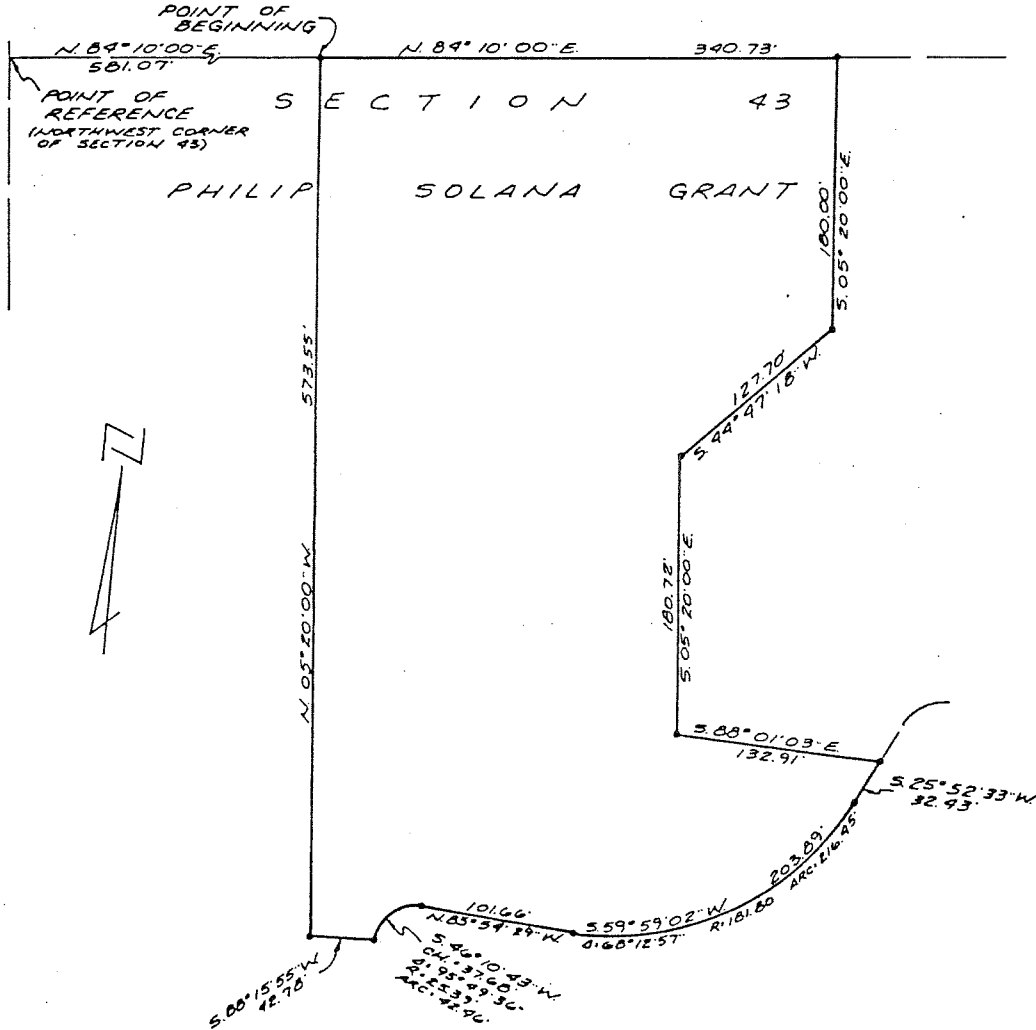 POINT OF
BEGINNING
N. 84° 10' 00" E.
581.07'
N. 84° 10' 00" E. 340.73'
POINT OF
REFERENCE
(NORTHWEST CORNER
OF SECTION 43)
SECTION 43
PHILIP SOLANA GRANT
180.00'
S. 05° 20' 00" E.
127.70'
S. 44° 47' 18" W.
573.55'
N. 05° 20' 00" W.
N
180.72'
S. 05° 20' 00" E.
S. 88° 01' 03" E.
132.91'
S. 25° 52' 33" W.
32.43'
203.89'
ARC: 216.45'
S. 59° 59' 02" W.
Δ: 68° 12' 57"
R: 181.80
101.66'
N. 85° 54' 29" W.
S. 46° 10' 43" W.
CH.: 37.68'
Δ: 95° 49' 36"
R: 25.39'
ARC: 42.46'
S. 88° 15' 55" W.
42.78'